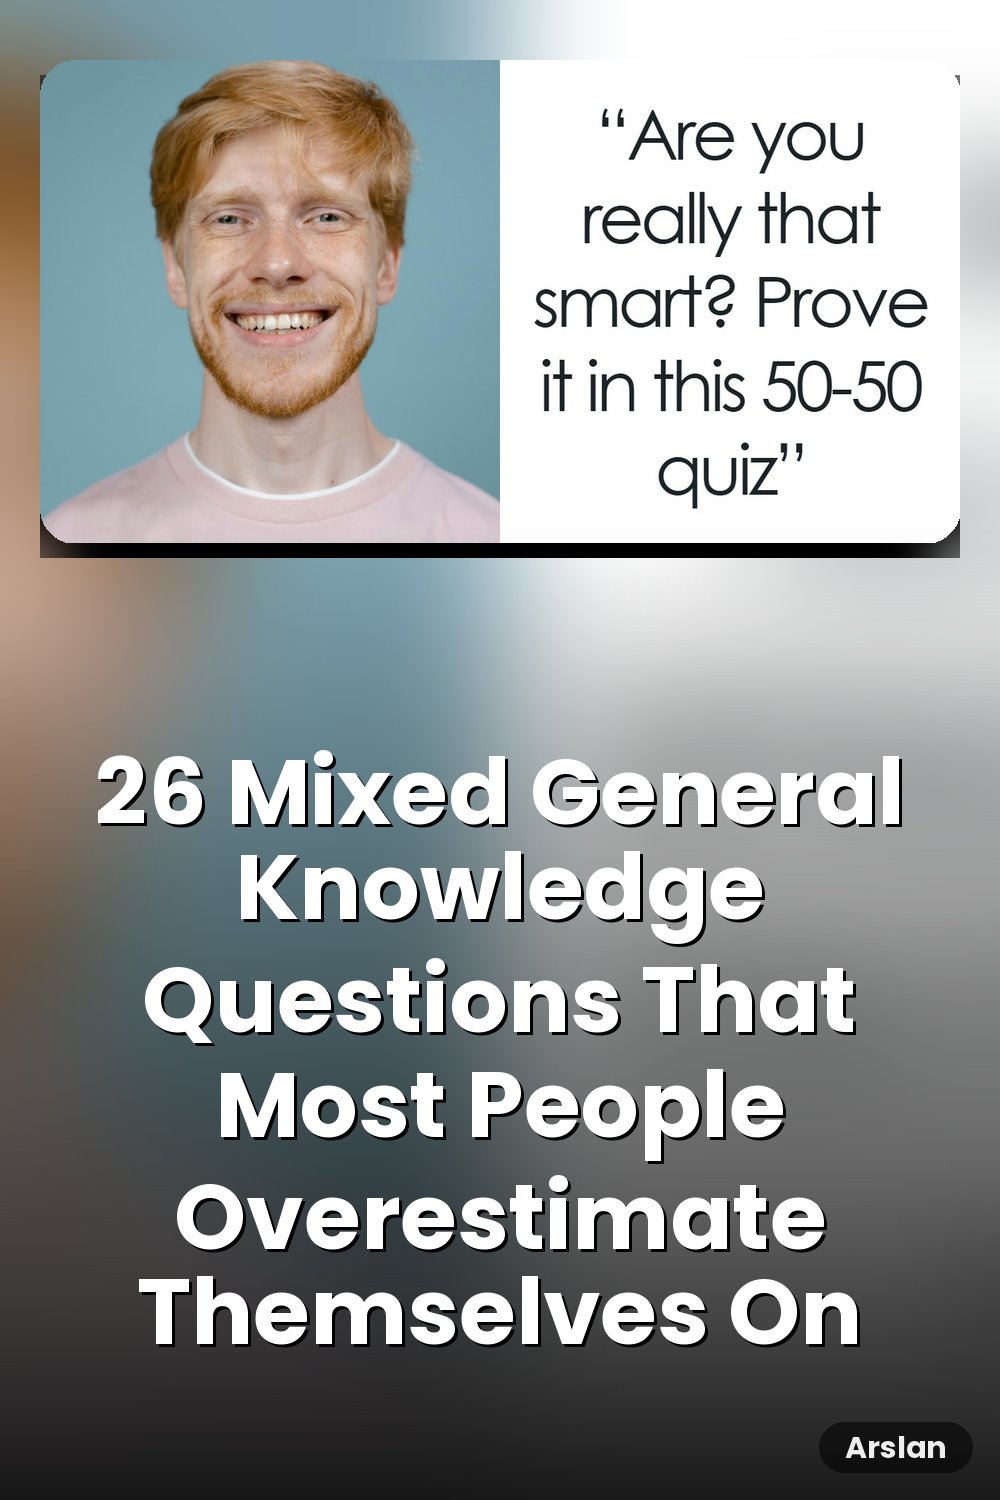 “Are you
really that
smart? Prove
it in this 50-50
quiz”
26 Mixed General
Knowledge
Questions That
Most People
Overestimate
Themselves On
Arslan